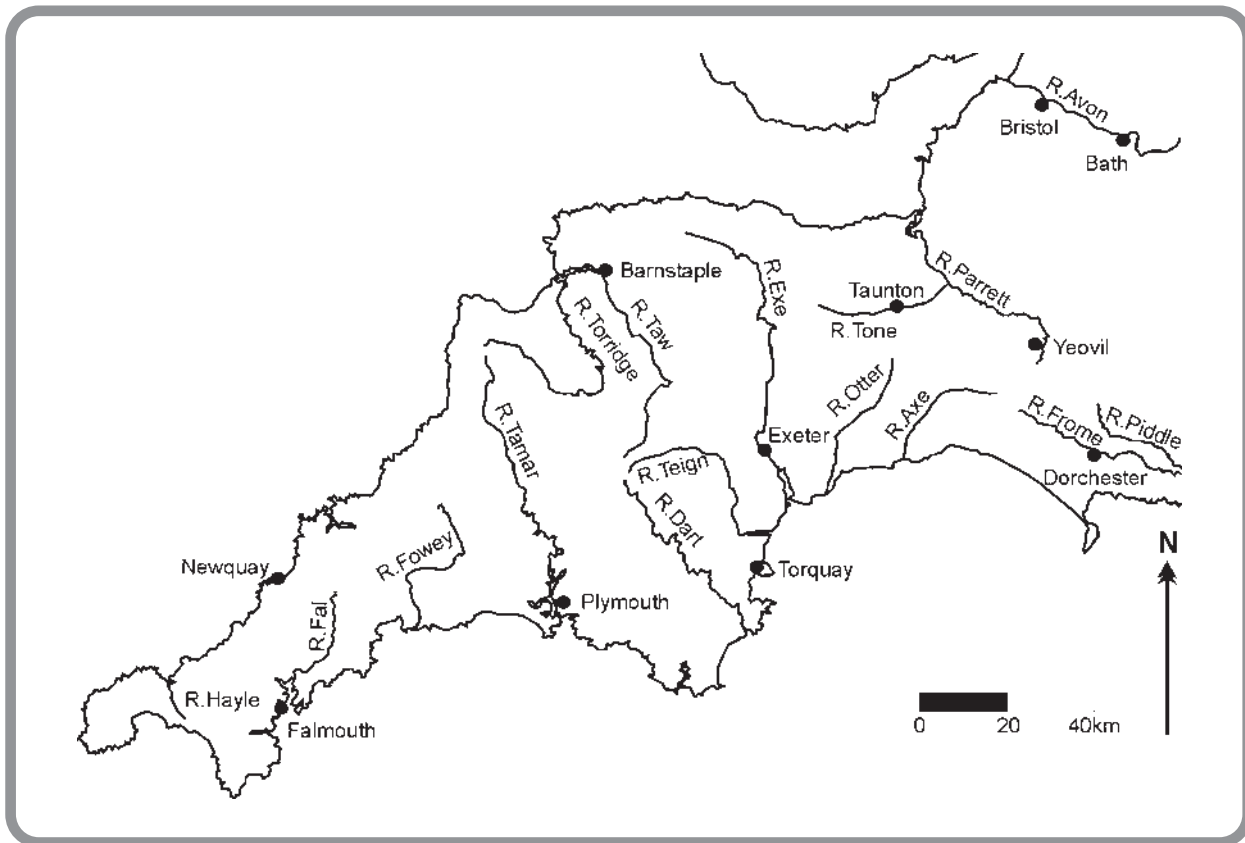 R.Avon
Bristol
Bath
Barnstaple
R.Exe
R.Parrett
Taunton
R.Tone
R.Taw
R.Torridge
Yeovil
R.Otter
R.Axe
R.Tamar
R.Frome
R.Piddle
Exeter
Dorchester
R.Teign
R.Dart
N
Newquay
R.Fowey
Torquay
Plymouth
R.Fal
R.Hayle
Falmouth
0 20 40km